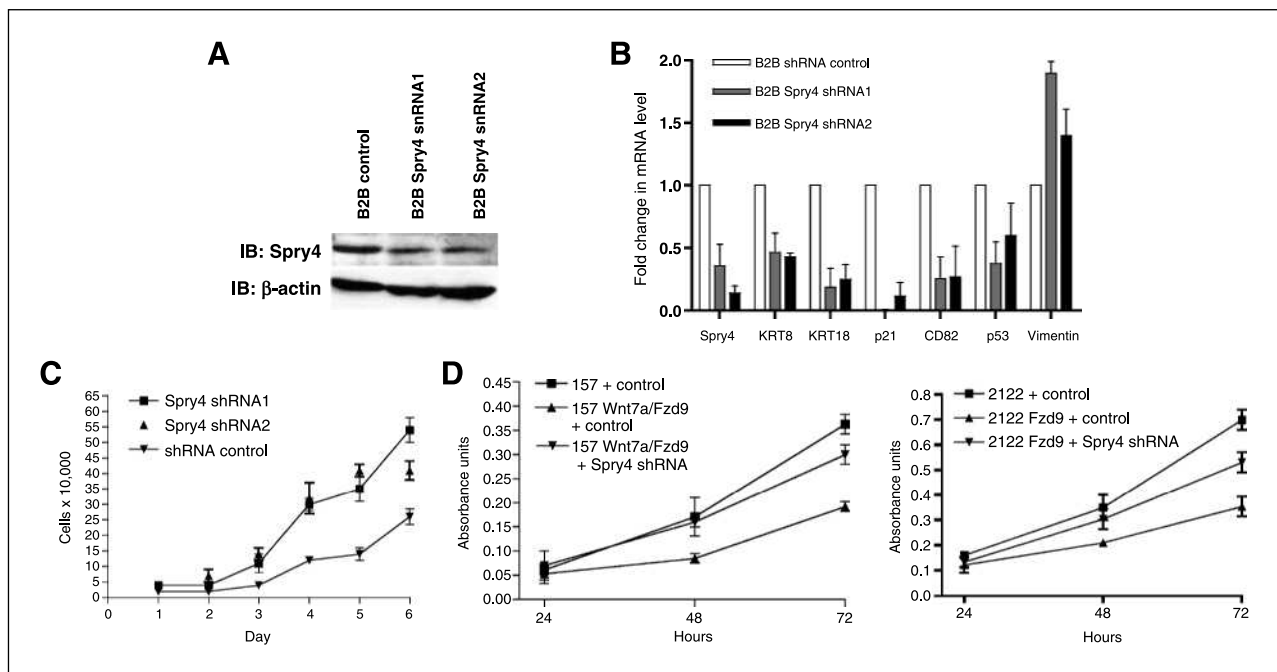 A
B2B control
B2B Spry4 snRNA1
B2B Spry4 snRNA2
IB: Spry4
IB: β-actin
B
B2B shRNA control
B2B Spry4 shRNA1
B2B Spry4 shRNA2
Fold change in mRNA level
2.0
1.5
1.0
0.5
0.0
Spry4 KRT8 KRT18 p21 CD82 p53 Vimentin
C
Spry4 shRNA1
Spry4 shRNA2
shRNA control
Cells x 10,000
65
60
55
50
45
40
35
30
25
20
15
10
5
0 1 2 3 4 5 6
Day
D
157 + control
157 Wnt7a/Fzd9
+ control
157 Wnt7a/Fzd9
+ Spry4 shRNA
Absorbance units
0.45
0.40
0.35
0.30
0.25
0.20
0.15
0.10
0.05
0.00
24 48 72
Hours
2122 + control
2122 Fzd9 + control
2122 Fzd9 + Spry4 shRNA
Absorbance units
0.8
0.7
0.6
0.5
0.4
0.3
0.2
0.1
0.0
24 48 72
Hours